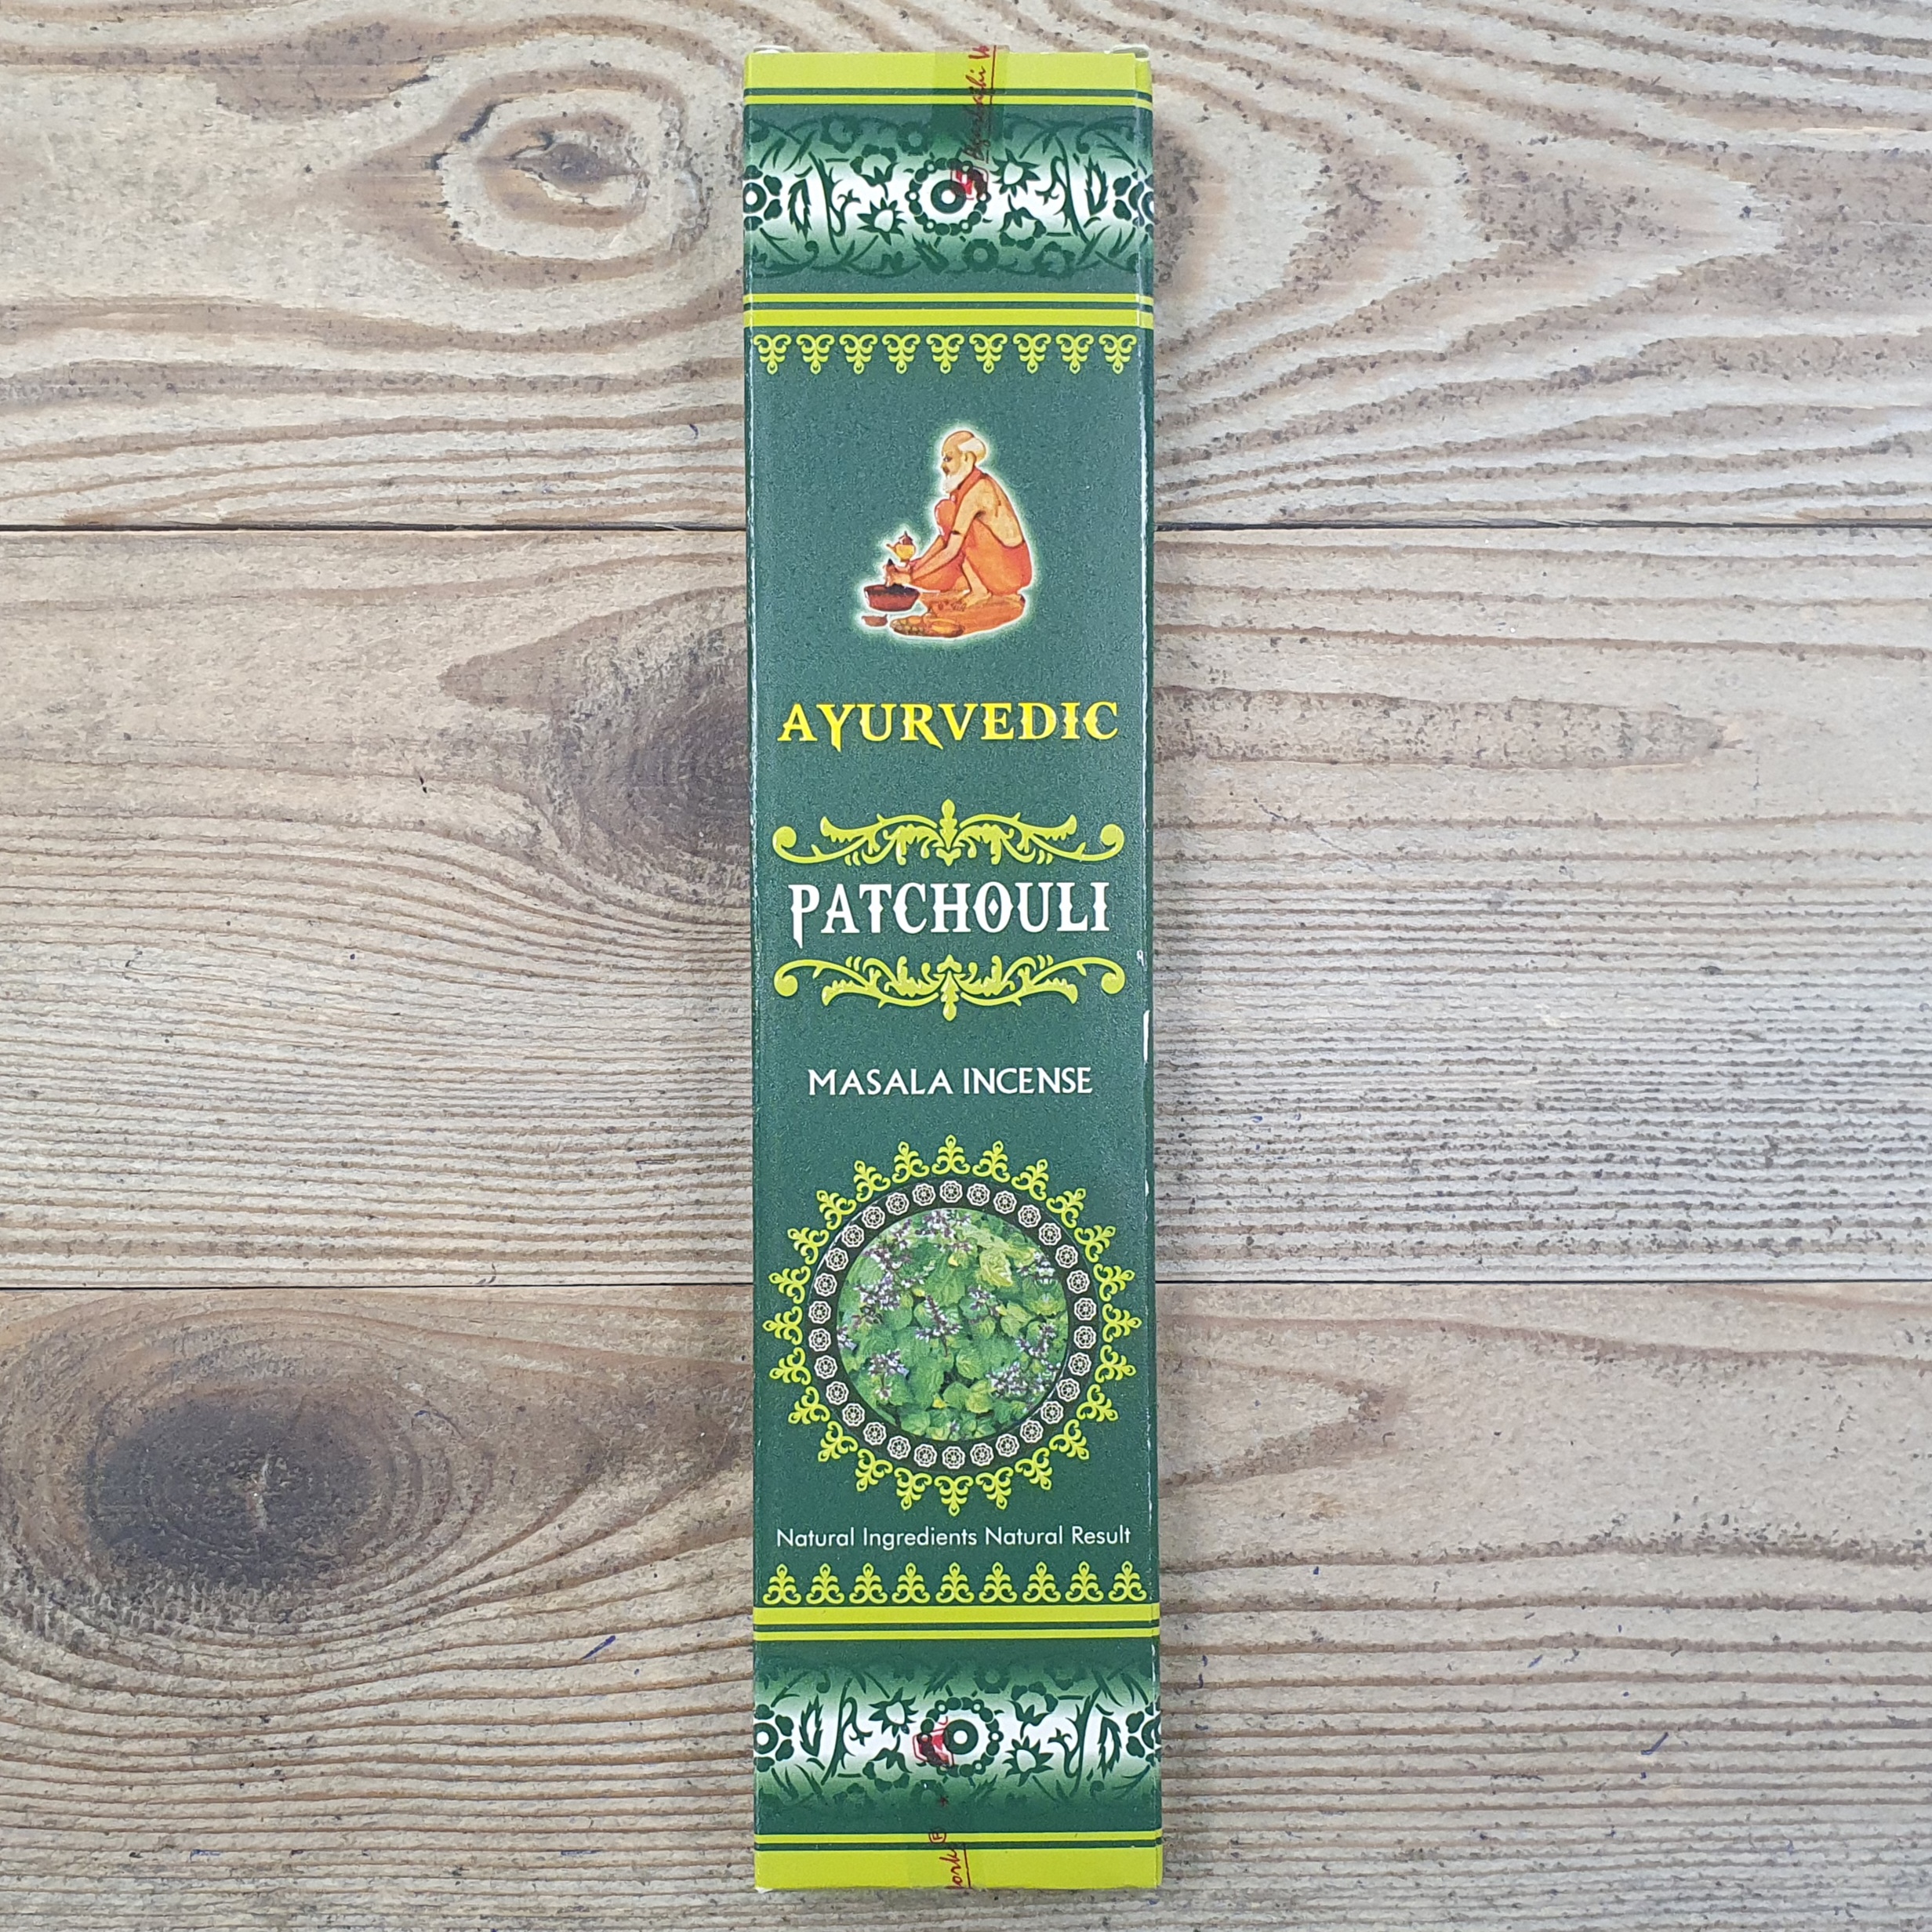 AYURVEDIC
PATCHOULI
MASALA INCENSE
Natural Ingredients Natural Result